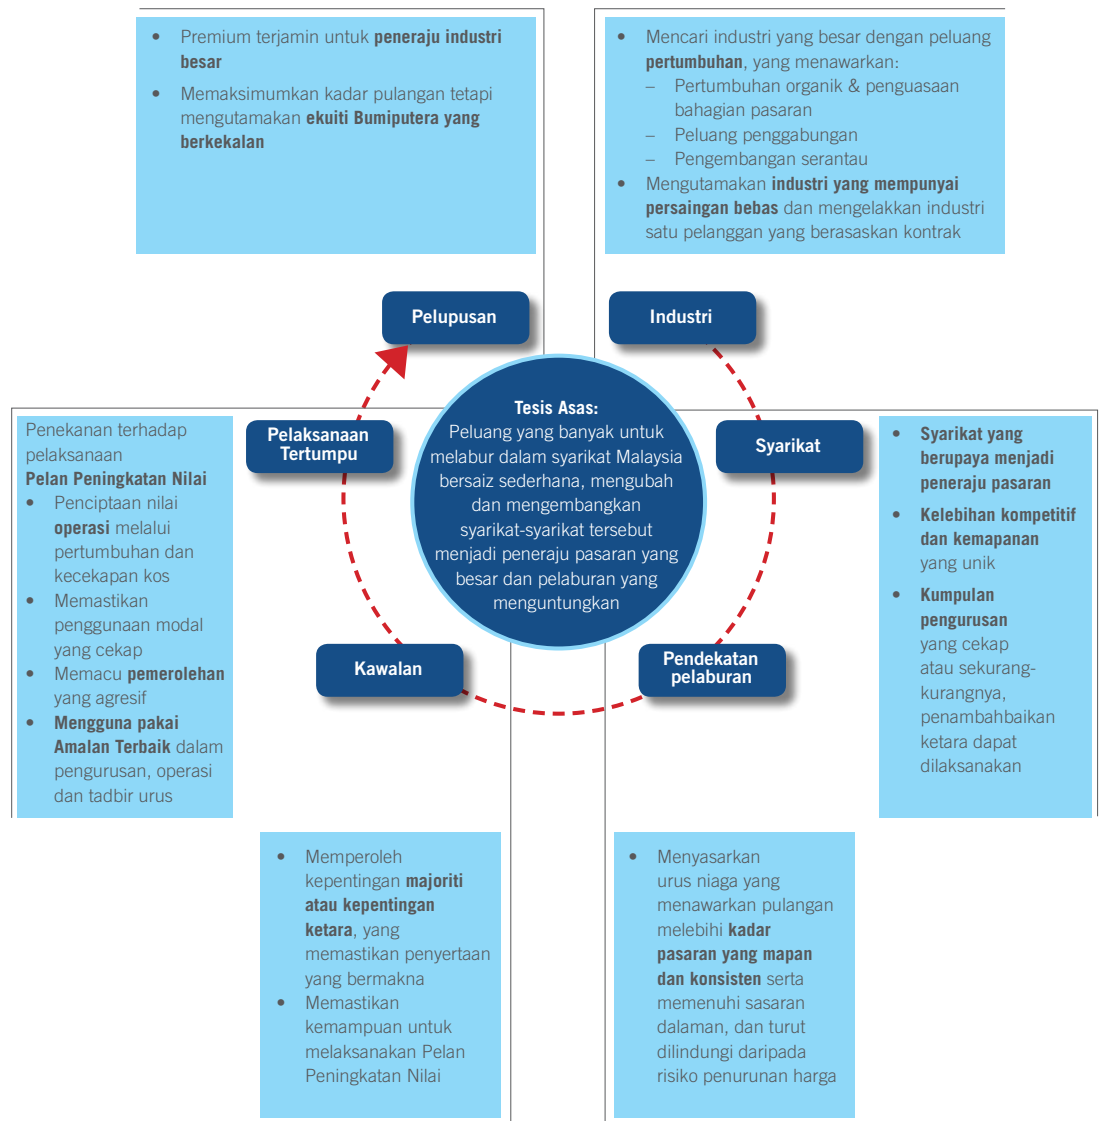 • Premium terjamin untuk peneraju industri
besar
• Memaksimumkan kadar pulangan tetapi
mengutamakan ekuiti Bumiputera yang
berkekalan
• Mencari industri yang besar dengan peluang
pertumbuhan, yang menawarkan:
– Pertumbuhan organik & penguasaan
bahagian pasaran
– Peluang penggabungan
– Pengembangan serantau
• Mengutamakan industri yang mempunyai
persaingan bebas dan mengelakkan industri
satu pelanggan yang berasaskan kontrak
Pelupusan
Industri
Pelaksanaan
Tertumpu
Tesis Asas:
Peluang yang banyak untuk
melabur dalam syarikat Malaysia
bersaiz sederhana, mengubah
dan mengembangkan
syarikat-syarikat tersebut
menjadi peneraju pasaran yang
besar dan pelaburan yang
menguntungkan
Syarikat
Kawalan
Pendekatan
pelaburan
Penekanan terhadap
pelaksanaan
Pelan Peningkatan Nilai
• Penciptaan nilai
operasi melalui
pertumbuhan dan
kecekapan kos
• Memastikan
penggunaan modal
yang cekap
• Memacu pemerolehan
yang agresif
• Mengguna pakai
Amalan Terbaik dalam
pengurusan, operasi
dan tadbir urus
• Syarikat yang
berupaya menjadi
peneraju pasaran
• Kelebihan kompetitif
dan kemapanan
yang unik
• Kumpulan
pengurusan
yang cekap
atau sekurang-
kurangnya,
penambahbaikan
ketara dapat
dilaksanakan
• Memperoleh
kepentingan majoriti
atau kepentingan
ketara, yang
memastikan penyertaan
yang bermakna
• Memastikan
kemampuan untuk
melaksanakan Pelan
Peningkatan Nilai
• Menyasarkan
urus niaga yang
menawarkan pulangan
melebihi kadar
pasaran yang mapan
dan konsisten serta
memenuhi sasaran
dalaman, dan turut
dilindungi daripada
risiko penurunan harga